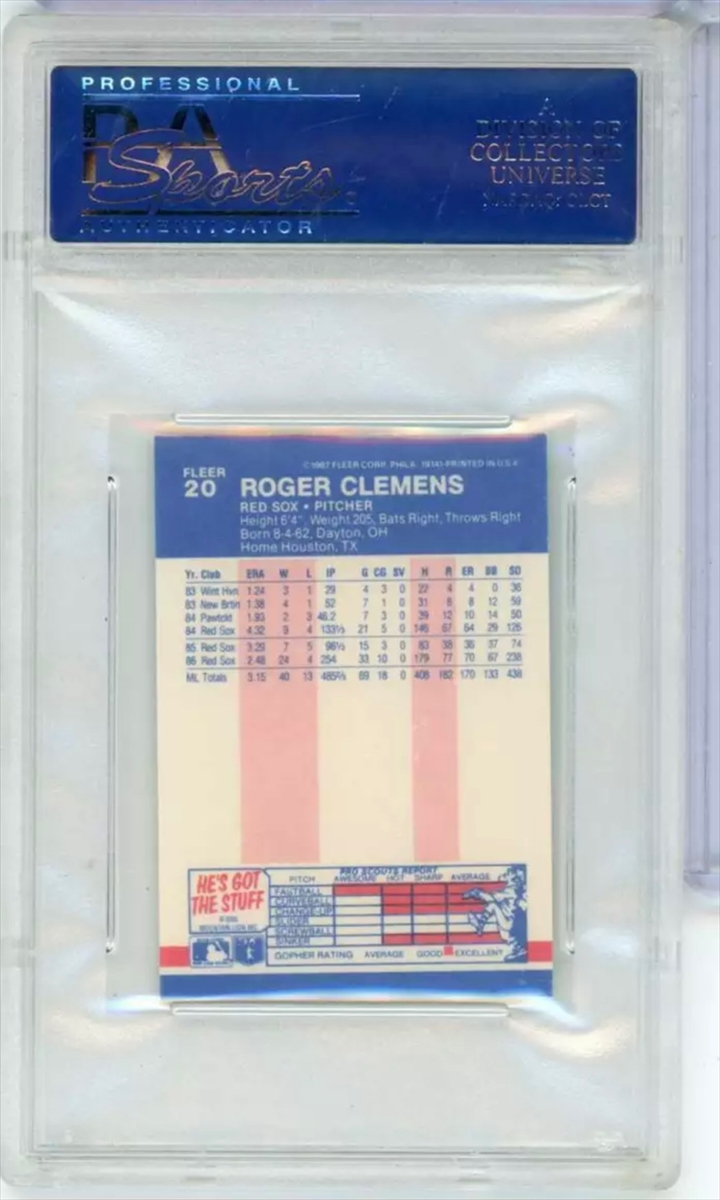 PROFESSIONAL
PSA
Sports
AUTHENTICATOR
A
DIVISION OF
COLLECTORS
UNIVERSE
NASDAQ: CLCT
©1987 FLEER CORP. PHILA. 19141-PRINTED IN U.S.A.
FLEER
20
ROGER CLEMENS
RED SOX • PITCHER
Height 6'4", Weight 205, Bats Right, Throws Right
Born 8-4-62, Dayton, OH
Home Houston, TX
Yr. Club ERA W L IP G CG SV H R ER BB SO
83 Wint Hvn 1.24 3 1 29 4 3 0 22 4 4 0 36
83 New Britn 1.38 4 1 52 7 1 0 31 8 8 12 59
84 Pawtckt 1.93 2 3 46.2 7 3 0 39 12 10 14 50
84 Red Sox 4.32 9 4 133⅓ 21 5 0 146 67 64 29 126
85 Red Sox 3.29 7 5 98⅓ 15 3 0 83 38 36 37 74
86 Red Sox 2.48 24 4 254 33 10 0 179 77 70 67 238
ML Totals 3.15 40 13 485⅔ 69 18 0 408 182 170 133 438
HE'S GOT
THE STUFF
MOUNTAIN LION INC.
PRO SCOUTS REPORT
PITCH AWESOME HOT SHARP AVERAGE
FASTBALL
CURVEBALL
CHANGE-UP
SLIDER
SCREWBALL
SINKER
GOPHER RATING AVERAGE GOOD EXCELLENT